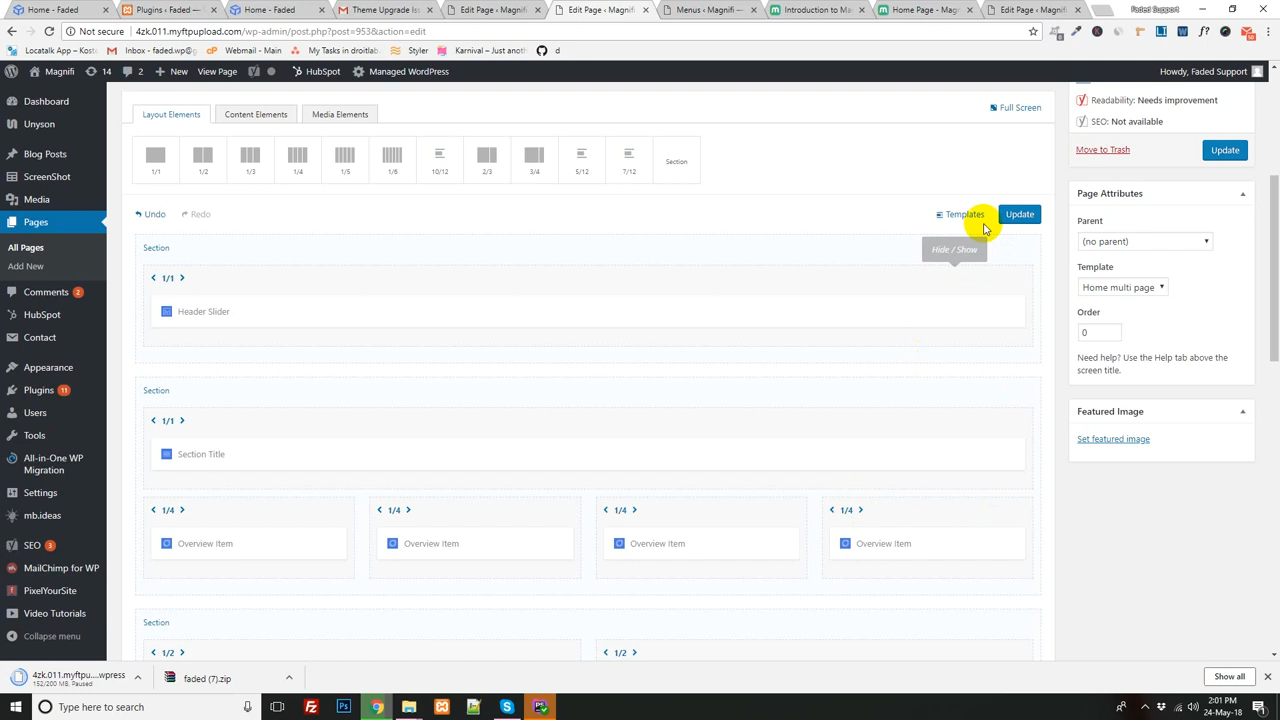 Home - Faded
Plugins ‹ Magnifi
Home - Faded
Theme Upgrade Iss
Edit Page ‹ Magnifi
Edit Page ‹ Magnifi
Menus ‹ Magnifi
Introduction to Ma
Home Page - Magn
Edit Page ‹ Magnifi
Faded Support
Not secure 4zk.011.myftpupload.com/wp-admin/post.php?post=953&action=edit
Locatalk App – Kost
Inbox - faded.w@g
Webmail - Main
My Tasks in droitlab
Styler
Karnival – Just anoth
d
Magnifi
14
2
New
View Page
HubSpot
Managed WordPress
Howdy, Faded Support
Dashboard
Unyson
Blog Posts
ScreenShot
Media
Pages
All Pages
Add New
Comments 2
HubSpot
Contact
Appearance
Plugins 11
Users
Tools
All-in-One WP
Migration
Settings
mb.ideas
SEO 3
MailChimp for WP
PixelYourSite
Video Tutorials
Collapse menu
Layout Elements
Content Elements
Media Elements
Full Screen
1/1
1/2
1/3
1/4
1/5
1/6
10/12
2/3
3/4
5/12
7/12
Section
Undo
Redo
Templates
Update
Hide / Show
Section
1/1
Header Slider
Section
1/1
Section Title
1/4
1/4
1/4
1/4
Overview Item
Overview Item
Overview Item
Overview Item
Section
1/2
1/2
Readability: Needs improvement
SEO: Not available
Move to Trash
Update
Page Attributes
Parent
(no parent)
Template
Home multi page
Order
0
Need help? Use the Help tab above the
screen title.
Featured Image
Set featured image
4zk.011.myftpu....wpress
152/200 MB, Paused
faded (7).zip
Show all
Type here to search
2:01 PM
24-May-18